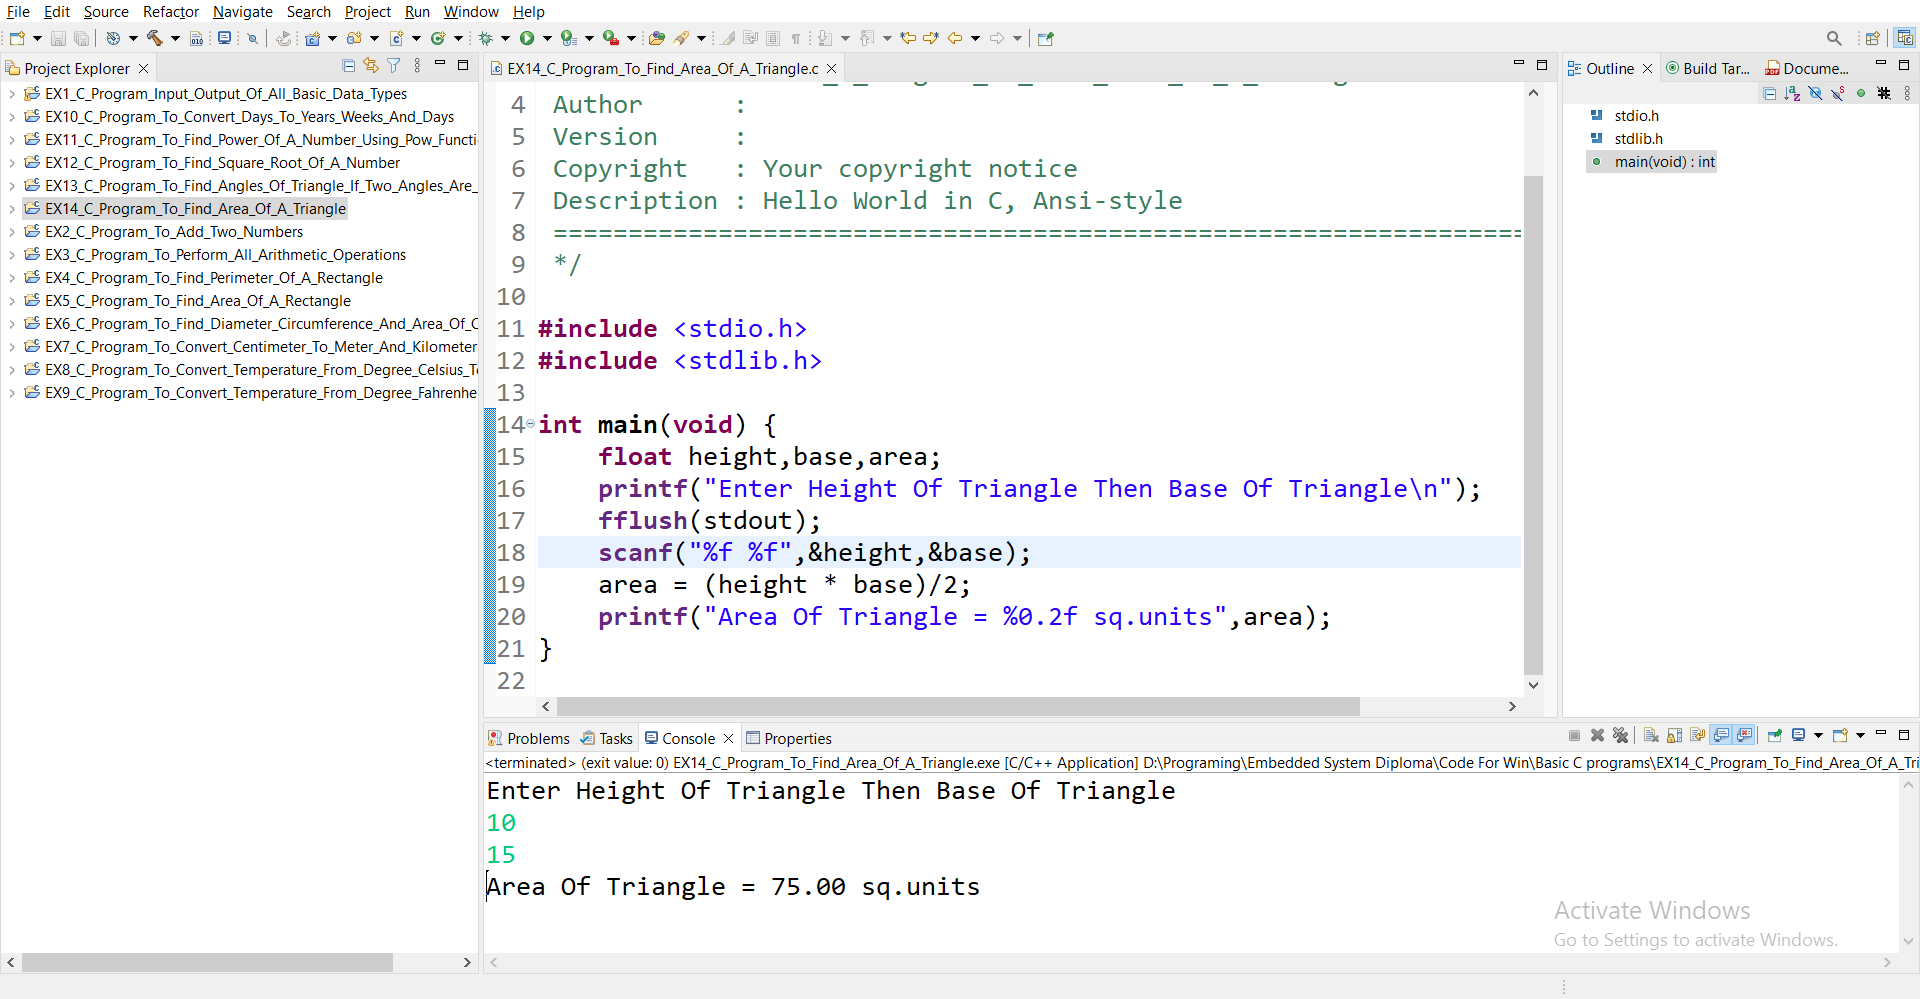 File Edit Source Refactor Navigate Search Project Run Window Help
Project Explorer
EX1_C_Program_Input_Output_Of_All_Basic_Data_Types
EX10_C_Program_To_Convert_Days_To_Years_Weeks_And_Days
EX11_C_Program_To_Find_Power_Of_A_Number_Using_Pow_Functi
EX12_C_Program_To_Find_Square_Root_Of_A_Number
EX13_C_Program_To_Find_Angles_Of_Triangle_If_Two_Angles_Are_
EX14_C_Program_To_Find_Area_Of_A_Triangle
EX2_C_Program_To_Add_Two_Numbers
EX3_C_Program_To_Perform_All_Arithmetic_Operations
EX4_C_Program_To_Find_Perimeter_Of_A_Rectangle
EX5_C_Program_To_Find_Area_Of_A_Rectangle
EX6_C_Program_To_Find_Diameter_Circumference_And_Area_Of_C
EX7_C_Program_To_Convert_Centimeter_To_Meter_And_Kilometer
EX8_C_Program_To_Convert_Temperature_From_Degree_Celsius_T
EX9_C_Program_To_Convert_Temperature_From_Degree_Fahrenhe
EX14_C_Program_To_Find_Area_Of_A_Triangle.c
4 Author      :
5 Version     :
6 Copyright   : Your copyright notice
7 Description : Hello World in C, Ansi-style
8 ================================================================
9 */
10
11 #include <stdio.h>
12 #include <stdlib.h>
13
14 int main(void) {
15     float height,base,area;
16     printf("Enter Height Of Triangle Then Base Of Triangle\n");
17     fflush(stdout);
18     scanf("%f %f",&height,&base);
19     area = (height * base)/2;
20     printf("Area Of Triangle = %0.2f sq.units",area);
21 }
22
Outline Build Tar... Docume...
stdio.h
stdlib.h
main(void) : int
Problems Tasks Console Properties
<terminated> (exit value: 0) EX14_C_Program_To_Find_Area_Of_A_Triangle.exe [C/C++ Application] D:\Programing\Embedded System Diploma\Code For Win\Basic C programs\EX14_C_Program_To_Find_Area_Of_A_Tri
Enter Height Of Triangle Then Base Of Triangle
10
15
Area Of Triangle = 75.00 sq.units
Activate Windows
Go to Settings to activate Windows.